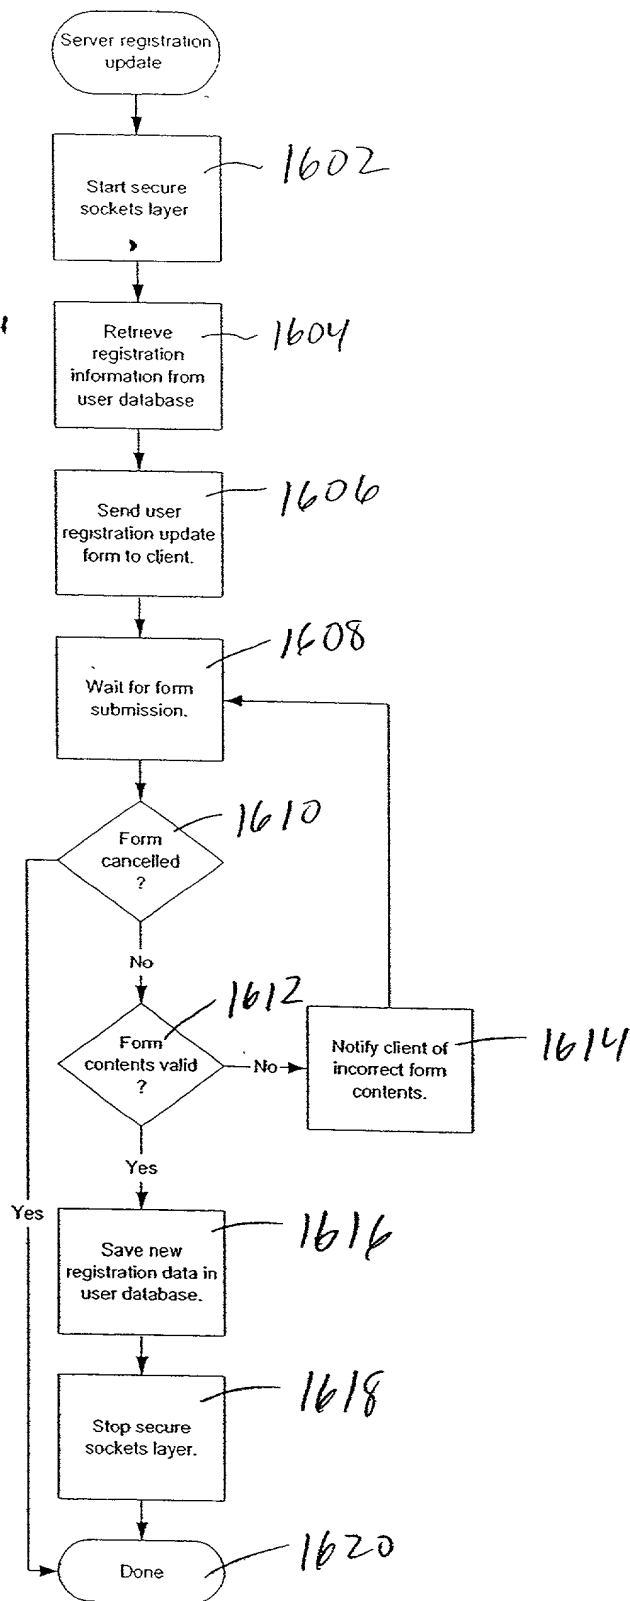 Server registration
update
1602
Start secure
sockets layer
1604
Retrieve
registration
information from
user database
1606
Send user
registration update
form to client.
1608
Wait for form
submission.
1610
Form
cancelled
?
No
1612
Form
contents valid
?
No
1614
Notify client of
incorrect form
contents.
Yes
Yes
1616
Save new
registration data in
user database.
1618
Stop secure
sockets layer.
1620
Done